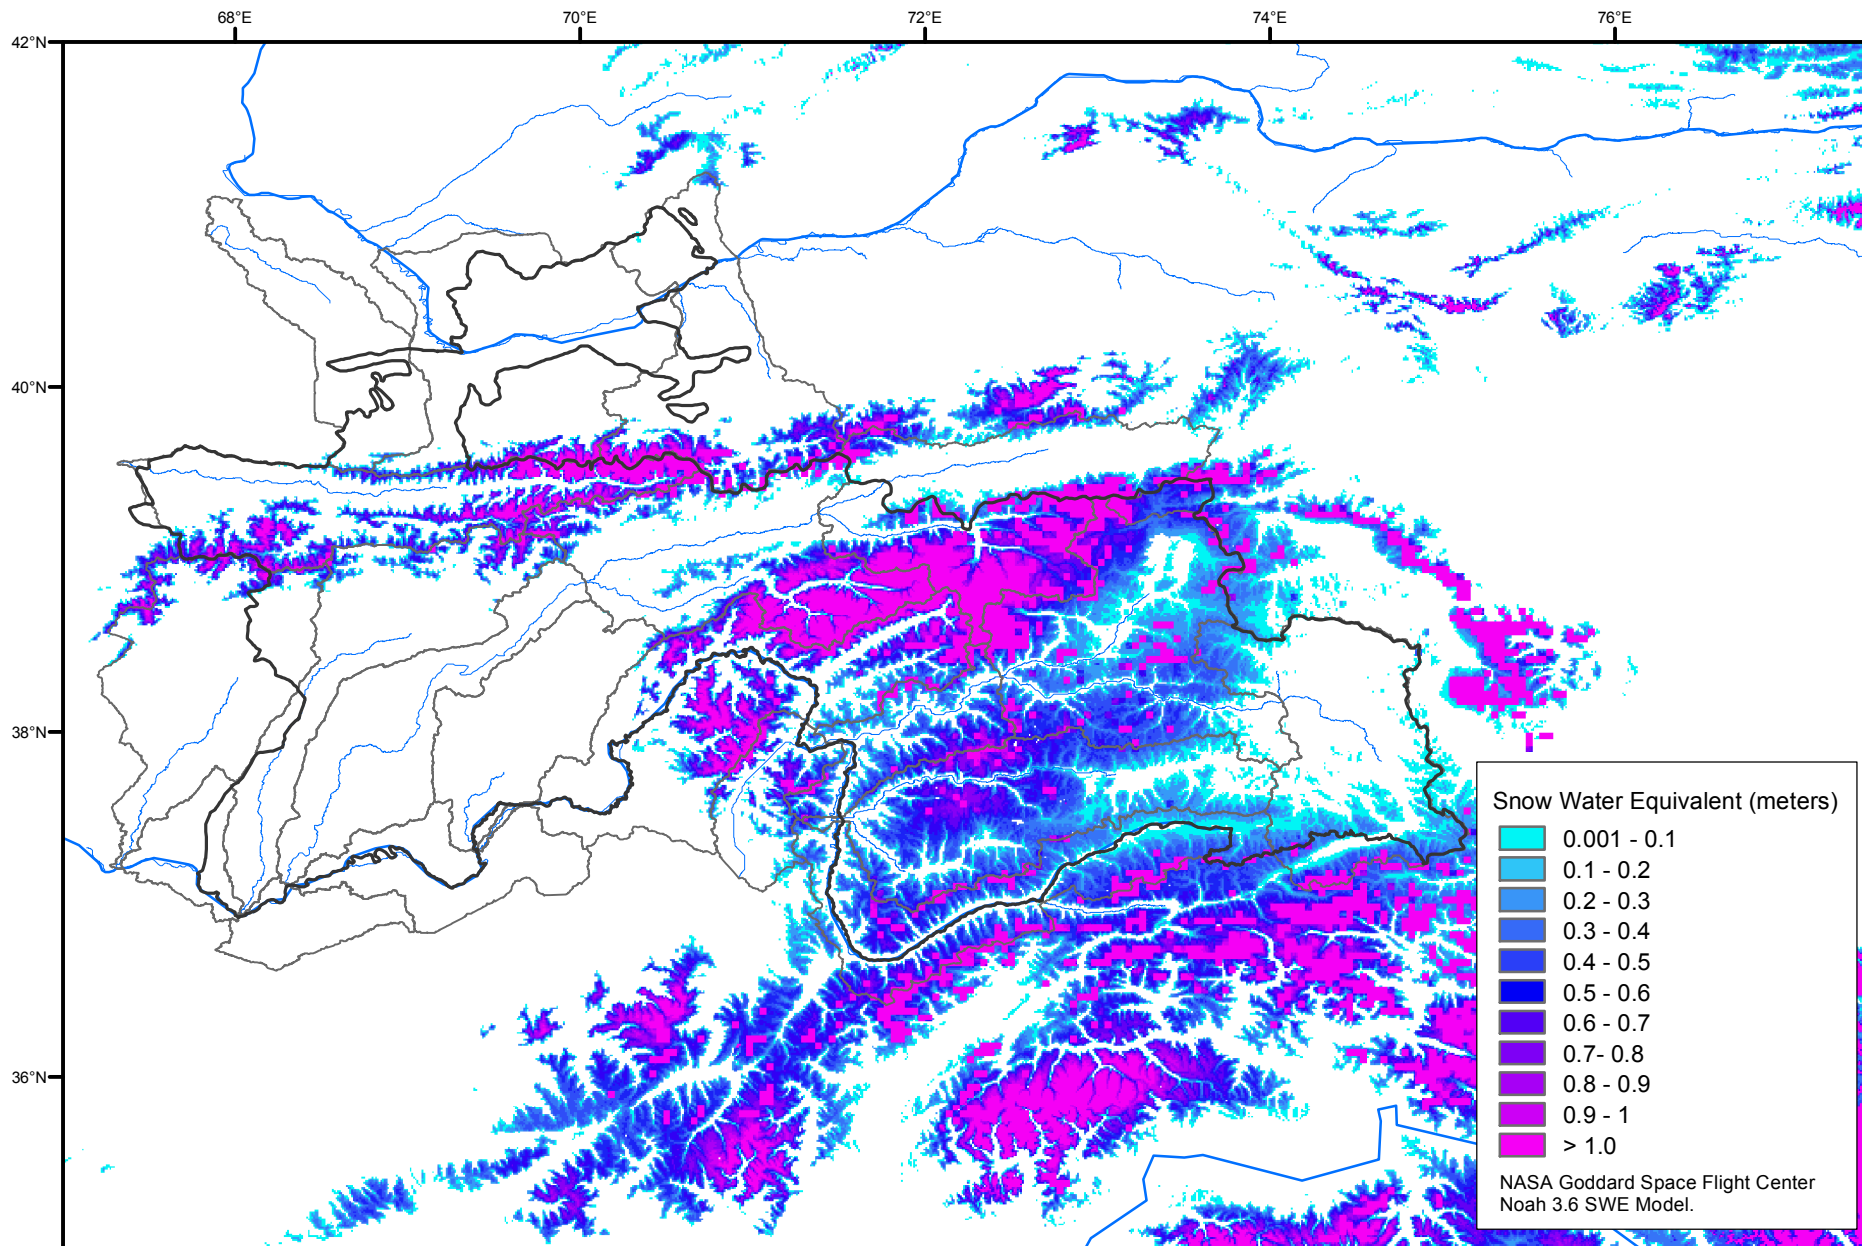 68°E
70°E
72°E
74°E
76°E
42°N
40°N
38°N
36°N
Snow Water Equivalent (meters)
0.001 - 0.1
0.1 - 0.2
0.2 - 0.3
0.3 - 0.4
0.4 - 0.5
0.5 - 0.6
0.6 - 0.7
0.7- 0.8
0.8 - 0.9
0.9 - 1
> 1.0
NASA Goddard Space Flight Center
Noah 3.6 SWE Model.